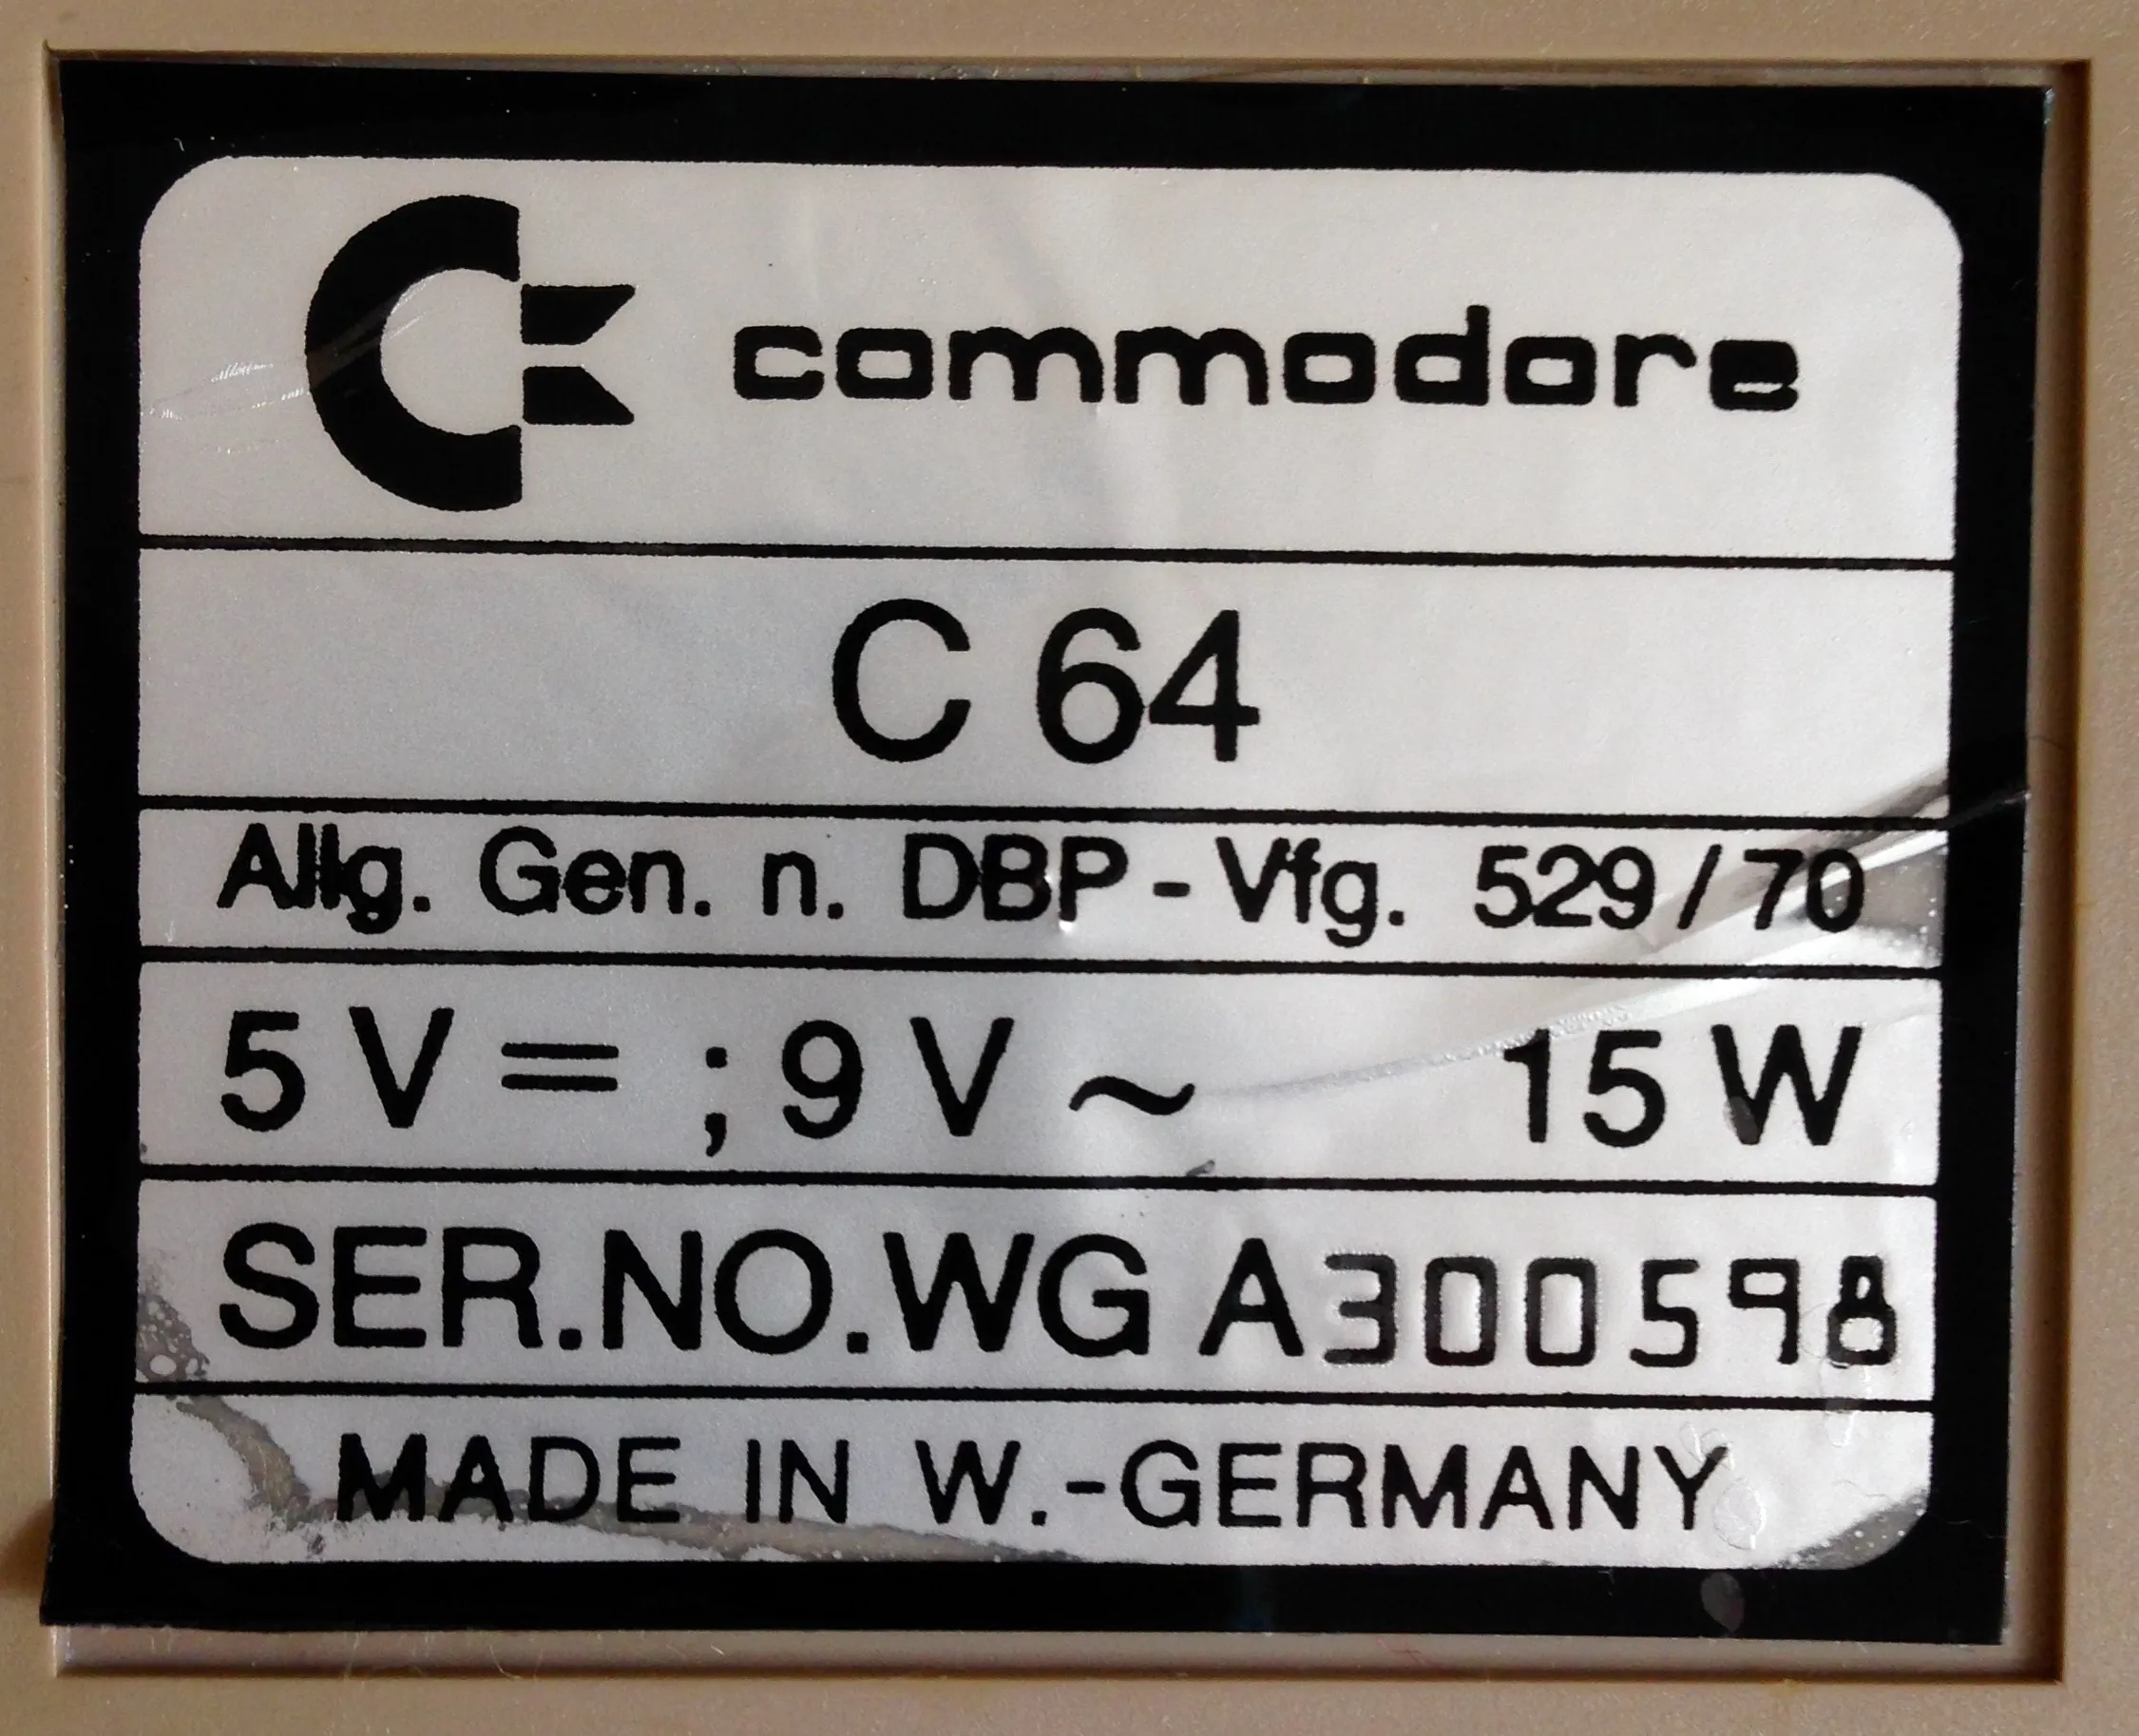 commodore
C 64
Allg. Gen. n. DBP - Vfg. 529 / 70
5 V = ; 9 V ~ 15 W
SER.NO.WG A300598
MADE IN W.-GERMANY